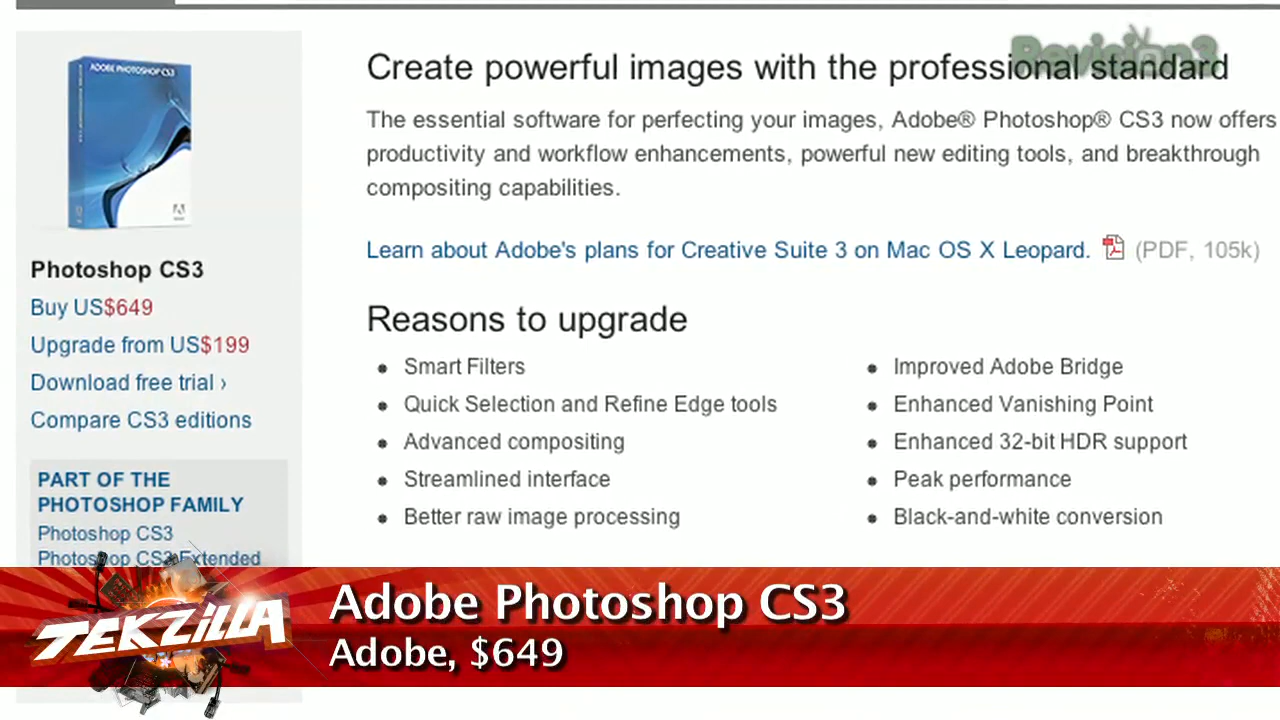 Revision3
ADOBE PHOTOSHOP CS3
Create powerful images with the professional standard
The essential software for perfecting your images, Adobe® Photoshop® CS3 now offers
productivity and workflow enhancements, powerful new editing tools, and breakthrough
compositing capabilities.
Learn about Adobe's plans for Creative Suite 3 on Mac OS X Leopard. (PDF, 105k)
Photoshop CS3
Buy US$649
Upgrade from US$199
Download free trial ›
Compare CS3 editions
PART OF THE
PHOTOSHOP FAMILY
Photoshop CS3
Photoshop CS3 Extended
Reasons to upgrade
Smart Filters
Quick Selection and Refine Edge tools
Advanced compositing
Streamlined interface
Better raw image processing
Improved Adobe Bridge
Enhanced Vanishing Point
Enhanced 32-bit HDR support
Peak performance
Black-and-white conversion
TEKZILLA
Adobe Photoshop CS3
Adobe, $649